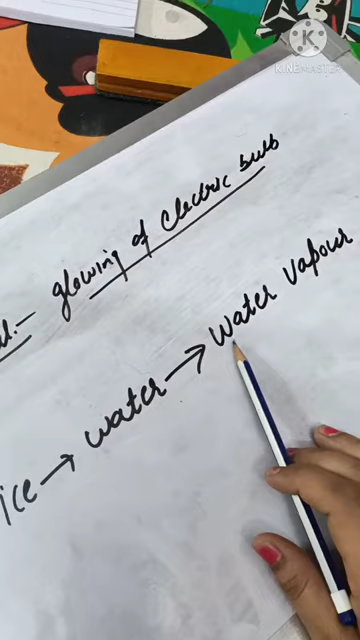 KINEMASTER
glowing of electric bulb
ice → water → Water vapour